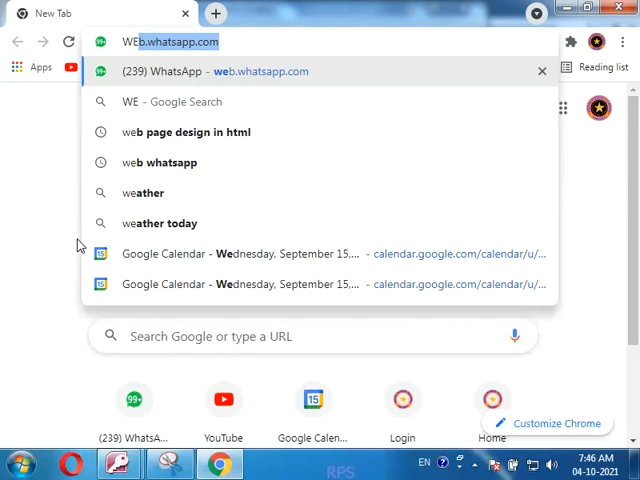 New Tab
WEb.whatsapp.com
(239) WhatsApp - web.whatsapp.com
WE - Google Search
web page design in html
web whatsapp
weather
weather today
Google Calendar - Wednesday, September 15,... - calendar.google.com/calendar/u/...
Google Calendar - Wednesday, September 15,... - calendar.google.com/calendar/u/...
Apps
Reading list
Search Google or type a URL
99+
15
(239) WhatsA...
YouTube
Google Calen...
Login
Home
Customize Chrome
EN
7:46 AM
04-10-2021
RPS